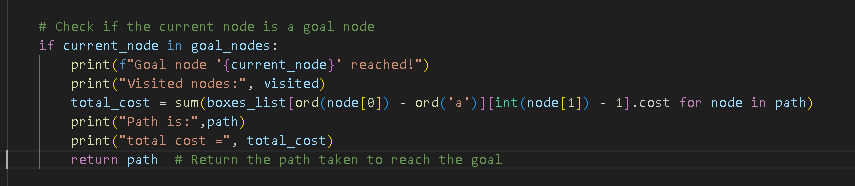 # Check if the current node is a goal node
if current_node in goal_nodes:
print(f"Goal node '{current_node}' reached!")
print("Visited nodes:", visited)
total_cost = sum(boxes_list[ord(node[0]) - ord('a')][int(node[1]) - 1].cost for node in path)
print("Path is:",path)
print("total cost =", total_cost)
return path  # Return the path taken to reach the goal